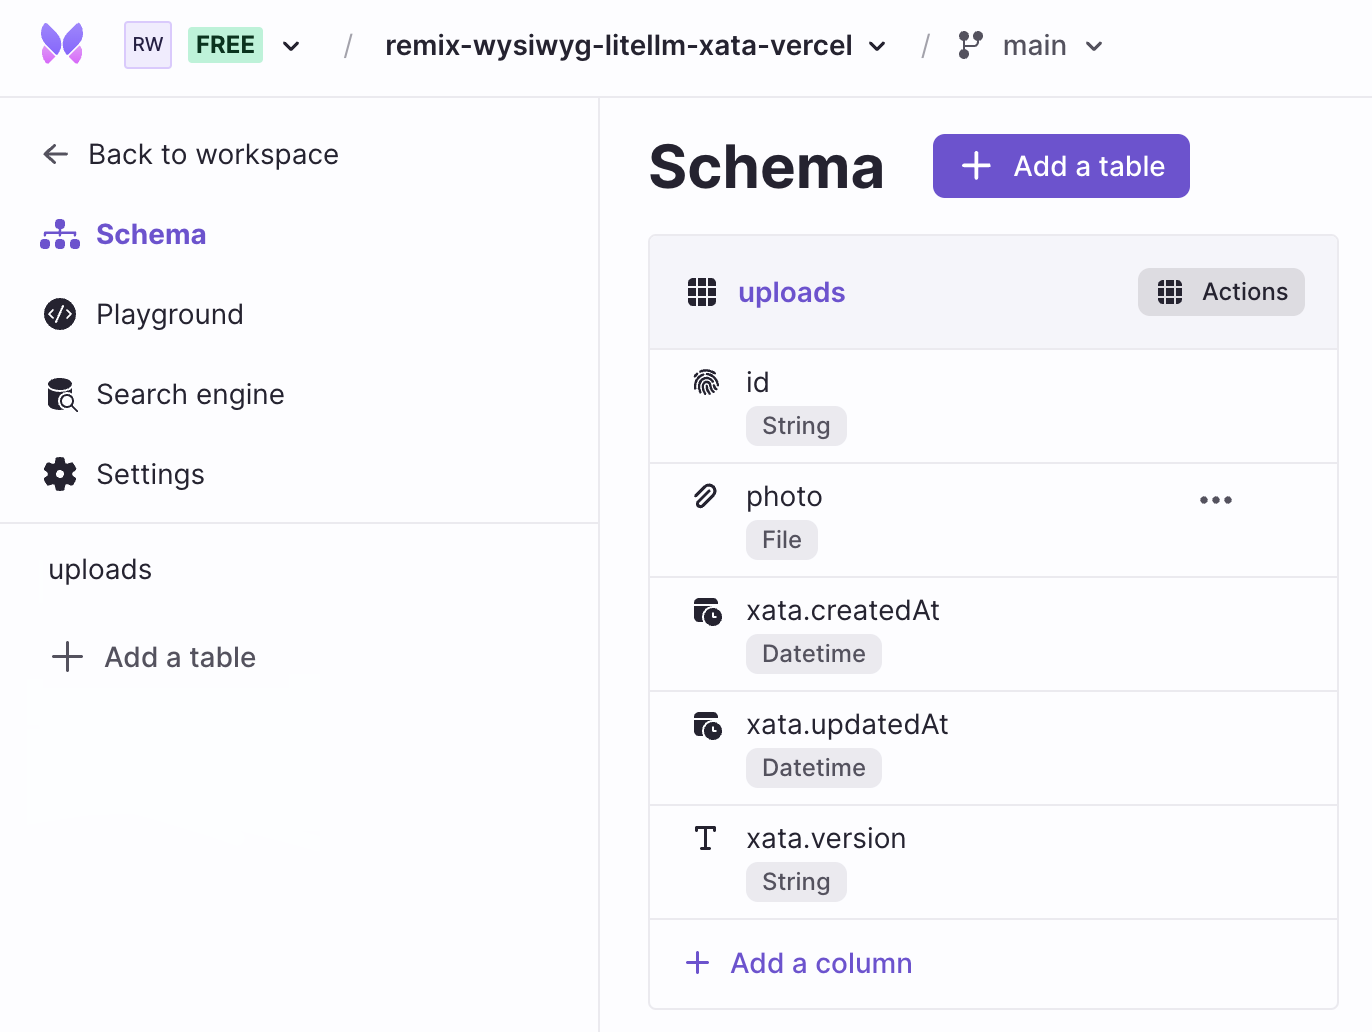 RW FREE / remix-wysiwyg-litellm-xata-vercel / main
Back to workspace
Schema
Playground
Search engine
Settings
uploads
Add a table
Schema
Add a table
uploads
Actions
id
String
photo
File
xata.createdAt
Datetime
xata.updatedAt
Datetime
xata.version
String
Add a column